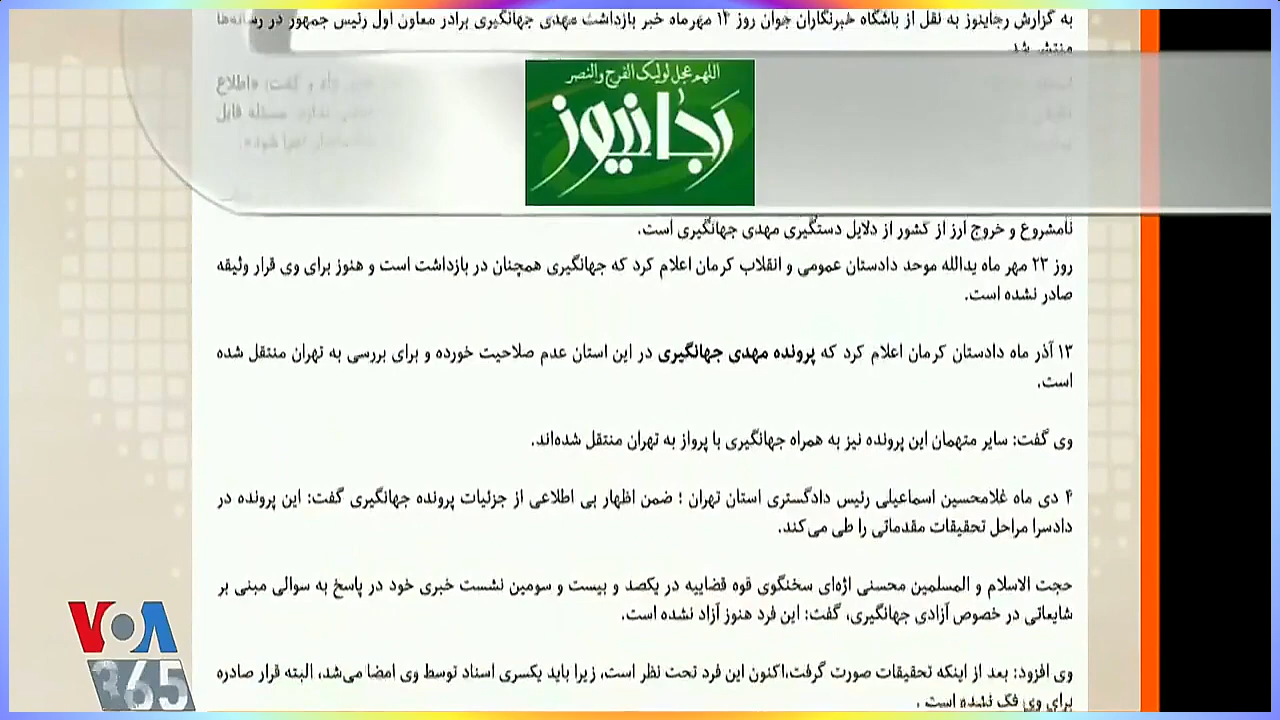 به گزارش رجانیوز به نقل از باشگاه خبرنگاران جوان روز ۱۴ مهرماه خبر بازداشت مهدی جهانگیری برادر معاون اول رئیس جمهور در رسانه‌ها
منتشر شد
و گفت: «اطلاع
مسئله قابل
اللهم عجل لولیک الفرج والنصر
رجانیوز
نامشروع و خروج ارز از کشور از دلایل دستگیری مهدی جهانگیری است.
روز ۲۳ مهر ماه یدالله موحد دادستان عمومی و انقلاب کرمان اعلام کرد که جهانگیری همچنان در بازداشت است و هنوز برای وی قرار وثیقه
صادر نشده است.
۱۳ آذر ماه دادستان کرمان اعلام کرد که پرونده مهدی جهانگیری در این استان عدم صلاحیت خورده و برای بررسی به تهران منتقل شده
است.
وی گفت: سایر متهمان این پرونده نیز به همراه جهانگیری با پرواز به تهران منتقل شده‌اند.
۴ دی ماه غلامحسین اسماعیلی رئیس دادگستری استان تهران ؛ ضمن اظهار بی اطلاعی از جزئیات پرونده جهانگیری گفت: این پرونده در
دادسرا مراحل تحقیقات مقدماتی را طی می‌کند.
حجت الاسلام و المسلمین محسنی اژه‌ای سخنگوی قوه قضاییه در یکصد و بیست و سومین نشست خبری خود در پاسخ به سوالی مبنی بر
شایعاتی در خصوص آزادی جهانگیری، گفت: این فرد هنوز آزاد نشده است.
وی افزود: بعد از اینکه تحقیقات صورت گرفت،اکنون این فرد تحت نظر است، زیرا باید یکسری اسناد توسط وی امضا می‌شد، البته قرار صادره
برای وی فک نشده است .
VOA
365